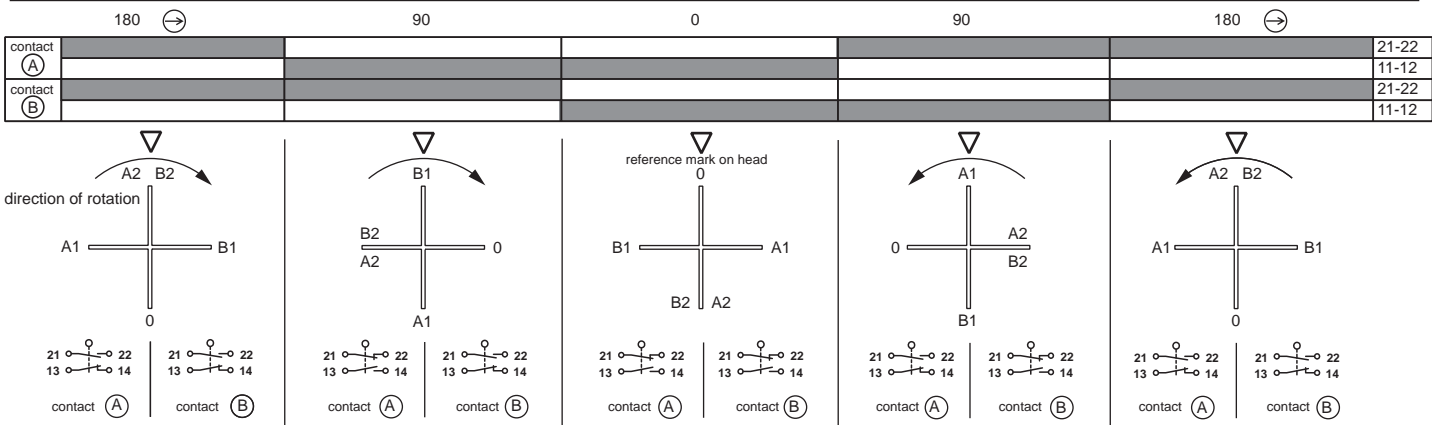 180 90 0 90 180
contact 21-22
A 11-12
contact 21-22
B 11-12
reference mark on head
A2 B2 B1 0 A1 A2 B2
direction of rotation
B2 A2
A1 B1 0 B1 A1 0 A1 B1
A2 B2
B2 A2
0 A1 B1 0
21 22 21 22 21 22 21 22 21 22 21 22 21 22 21 22 21 22 21 22
13 14 13 14 13 14 13 14 13 14 13 14 13 14 13 14 13 14 13 14
contact A contact B contact A contact B contact A contact B contact A contact B contact A contact B